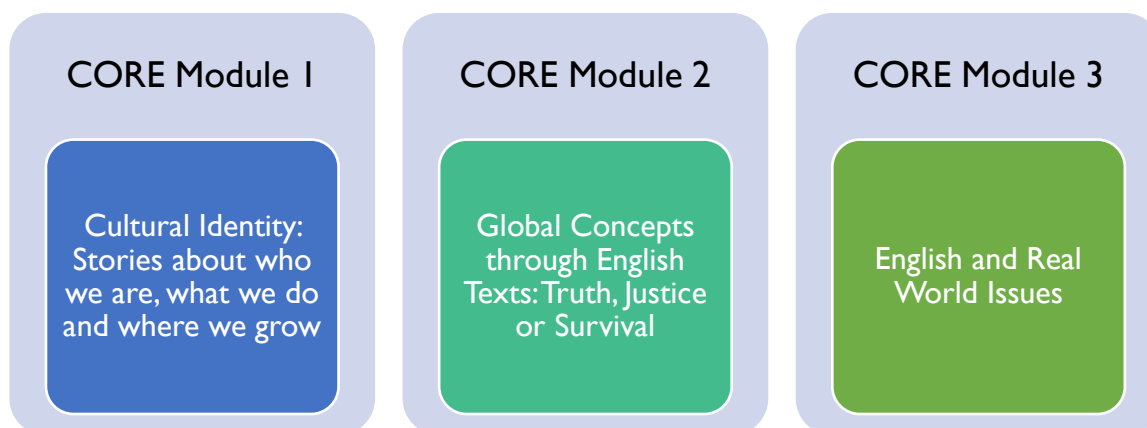 CORE Module 1
Cultural Identity:
Stories about who
we are, what we do
and where we grow
CORE Module 2
Global Concepts
through English
Texts: Truth, Justice
or Survival
CORE Module 3
English and Real
World Issues